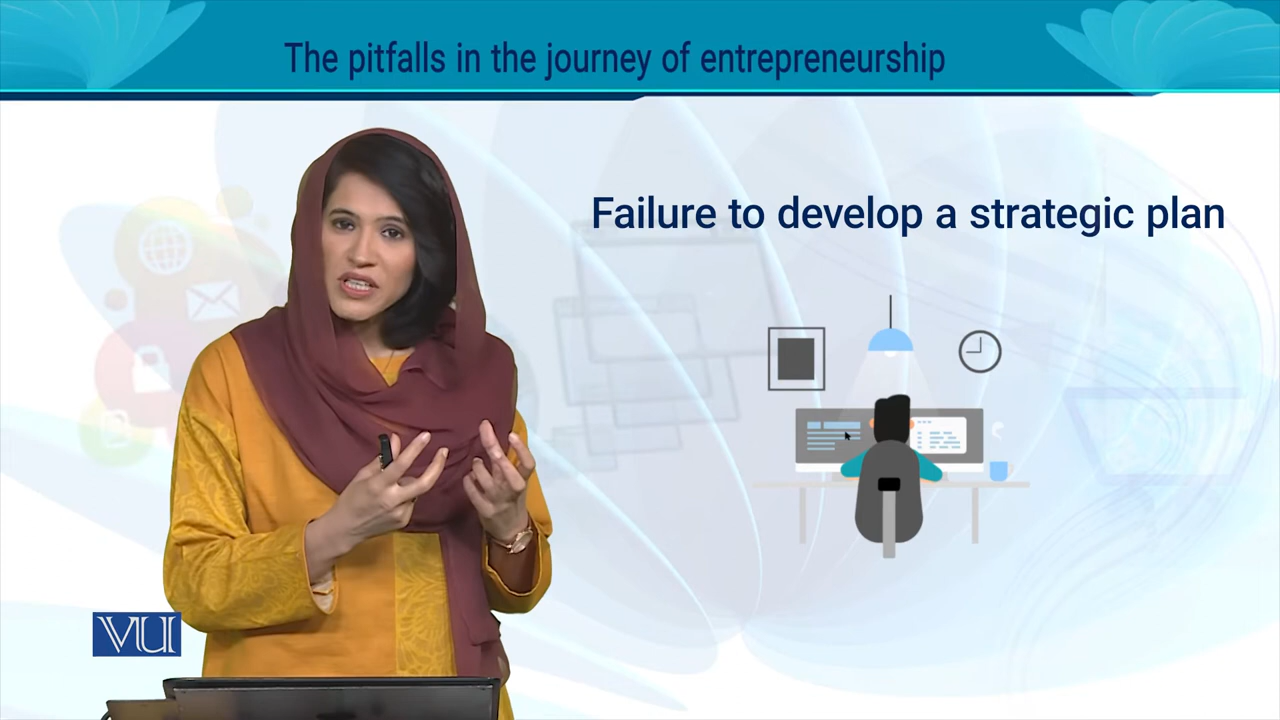 The pitfalls in the journey of entrepreneurship
Failure to develop a strategic plan
VU